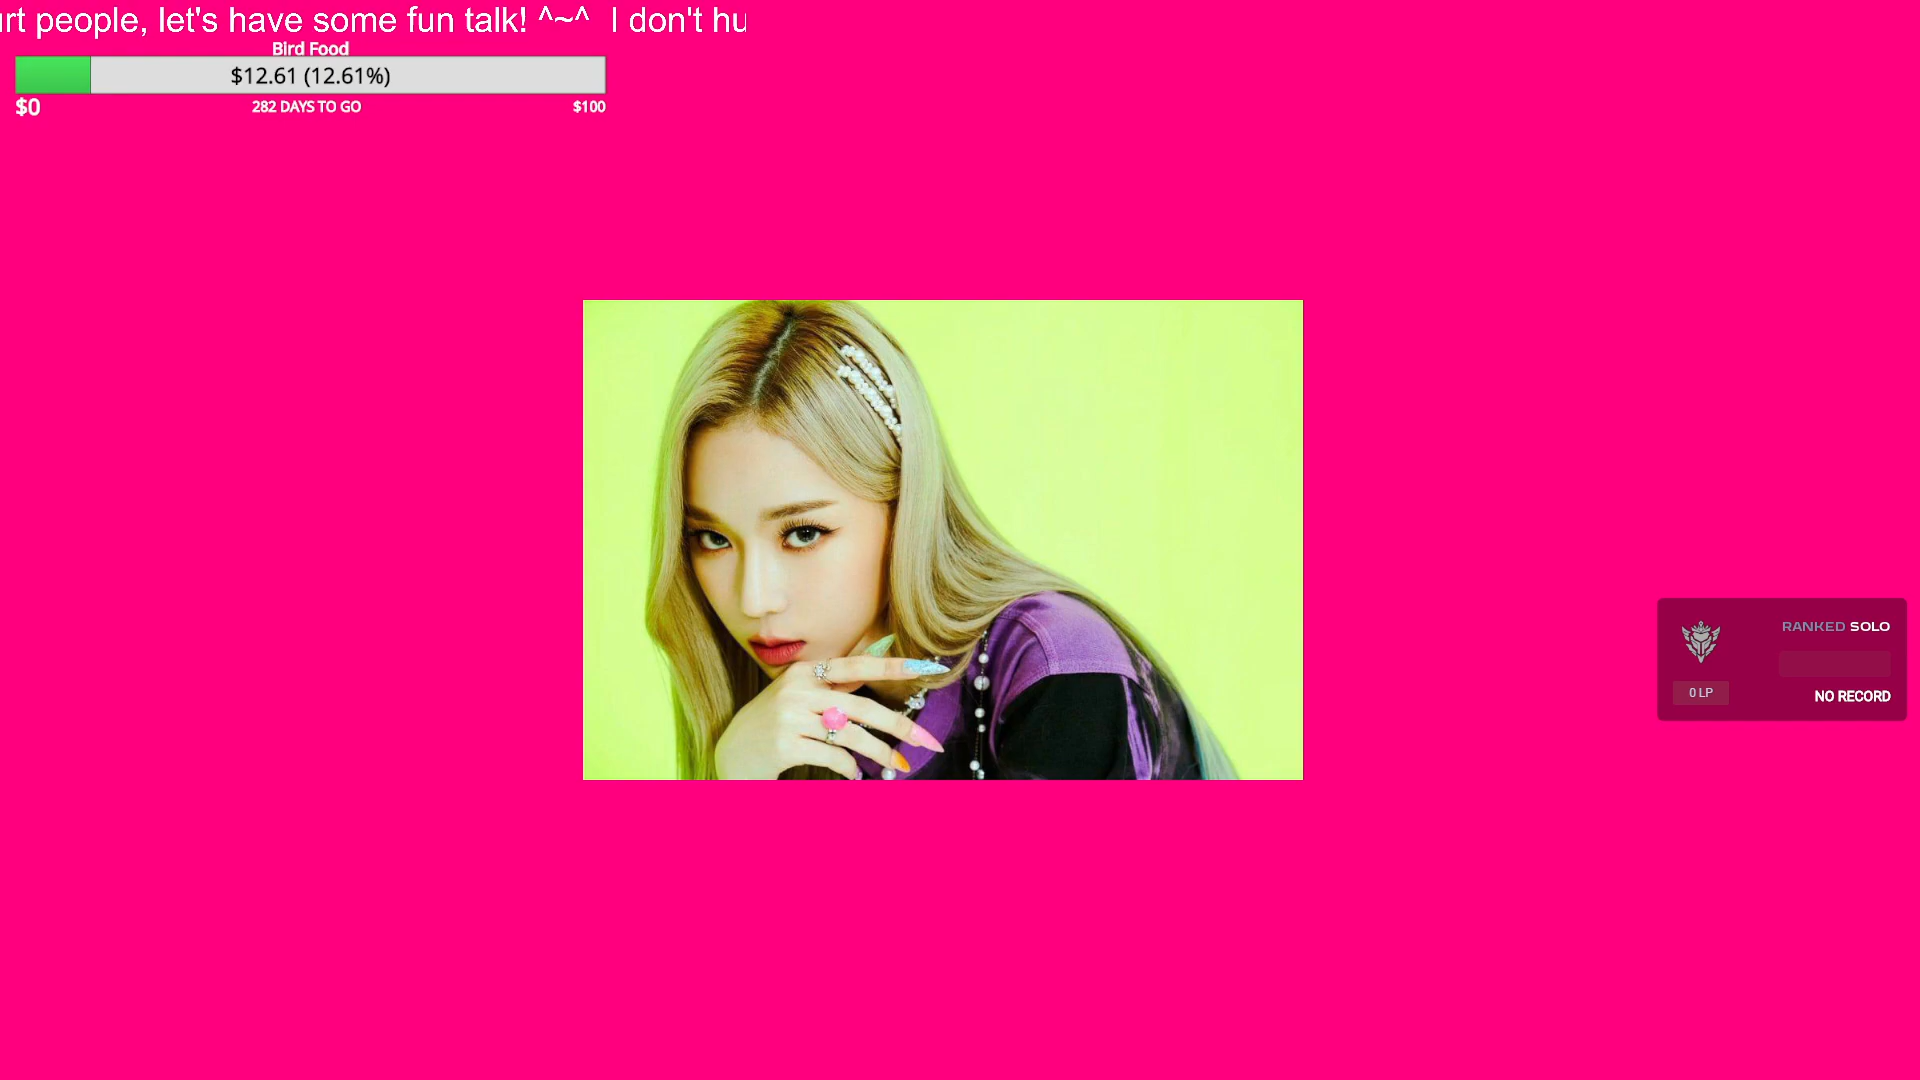 rt people, let's have some fun talk! ^~^ I don't hu
Bird Food
$12.61 (12.61%)
$0
282 DAYS TO GO
$100
RANKED SOLO
0 LP
NO RECORD